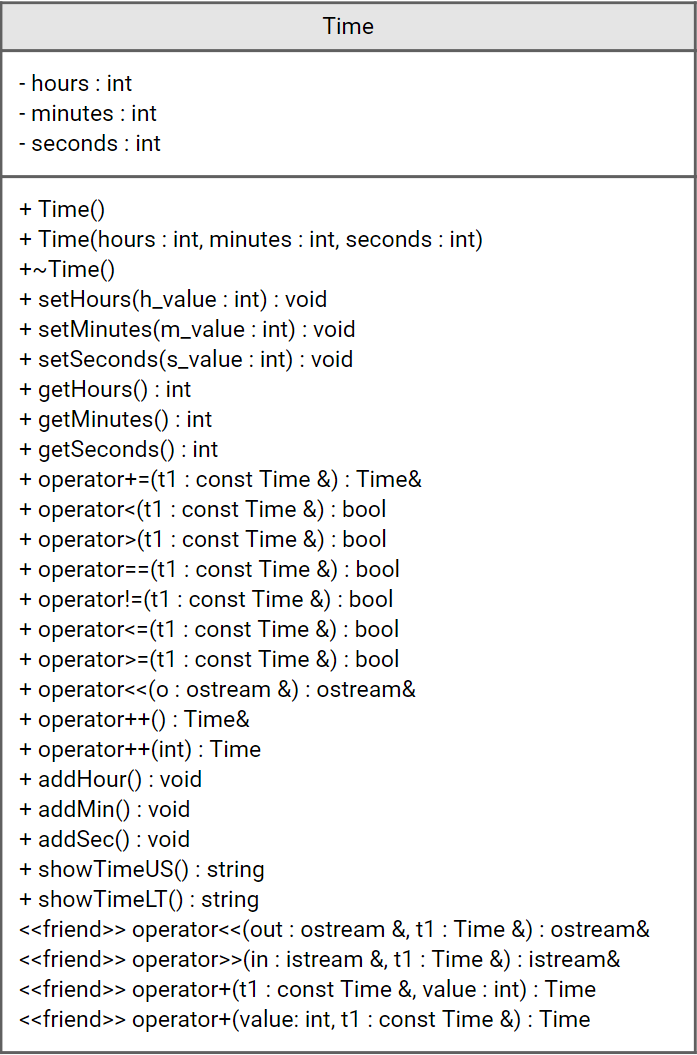 Time
- hours : int
- minutes : int
- seconds : int
+ Time()
+ Time(hours : int, minutes : int, seconds : int)
+~Time()
+ setHours(h_value : int) : void
+ setMinutes(m_value : int) : void
+ setSeconds(s_value : int) : void
+ getHours() : int
+ getMinutes() : int
+ getSeconds() : int
+ operator+=(t1 : const Time &) : Time&
+ operator<(t1 : const Time &) : bool
+ operator>(t1 : const Time &) : bool
+ operator==(t1 : const Time &) : bool
+ operator!=(t1 : const Time &) : bool
+ operator<=(t1 : const Time &) : bool
+ operator>=(t1 : const Time &) : bool
+ operator<<(o : ostream &) : ostream&
+ operator++() : Time&
+ operator++(int) : Time
+ addHour() : void
+ addMin() : void
+ addSec() : void
+ showTimeUS() : string
+ showTimeLT() : string
<<friend>> operator<<(out : ostream &, t1 : Time &) : ostream&
<<friend>> operator>>(in : istream &, t1 : Time &) : istream&
<<friend>> operator+(t1 : const Time &, value : int) : Time
<<friend>> operator+(value: int, t1 : const Time &) : Time